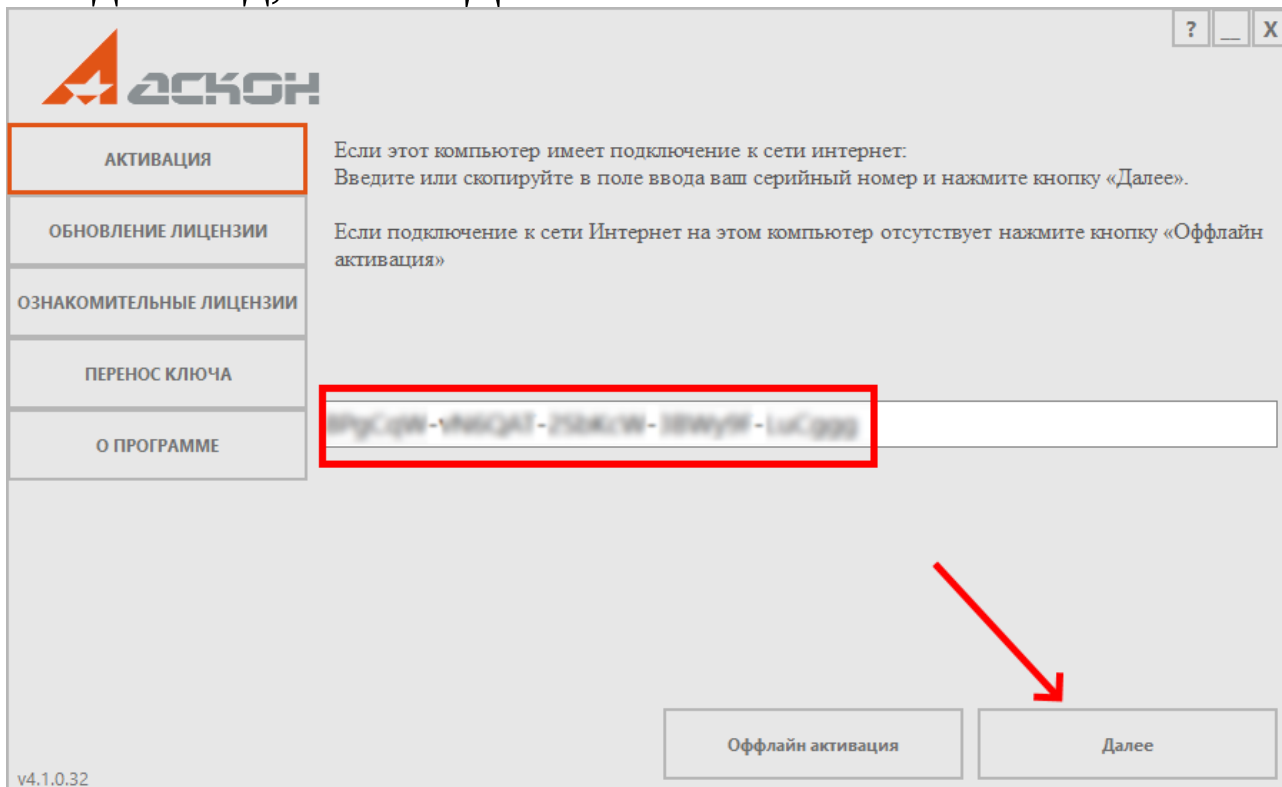 ? __ X
АСКОН
АКТИВАЦИЯ
ОБНОВЛЕНИЕ ЛИЦЕНЗИИ
ОЗНАКОМИТЕЛЬНЫЕ ЛИЦЕНЗИИ
ПЕРЕНОС КЛЮЧА
О ПРОГРАММЕ
Если этот компьютер имеет подключение к сети интернет:
Введите или скопируйте в поле ввода ваш серийный номер и нажмите кнопку «Далее».
Если подключение к сети Интернет на этом компьютер отсутствует нажмите кнопку «Оффлайн
активация»
Оффлайн активация
Далее
v4.1.0.32